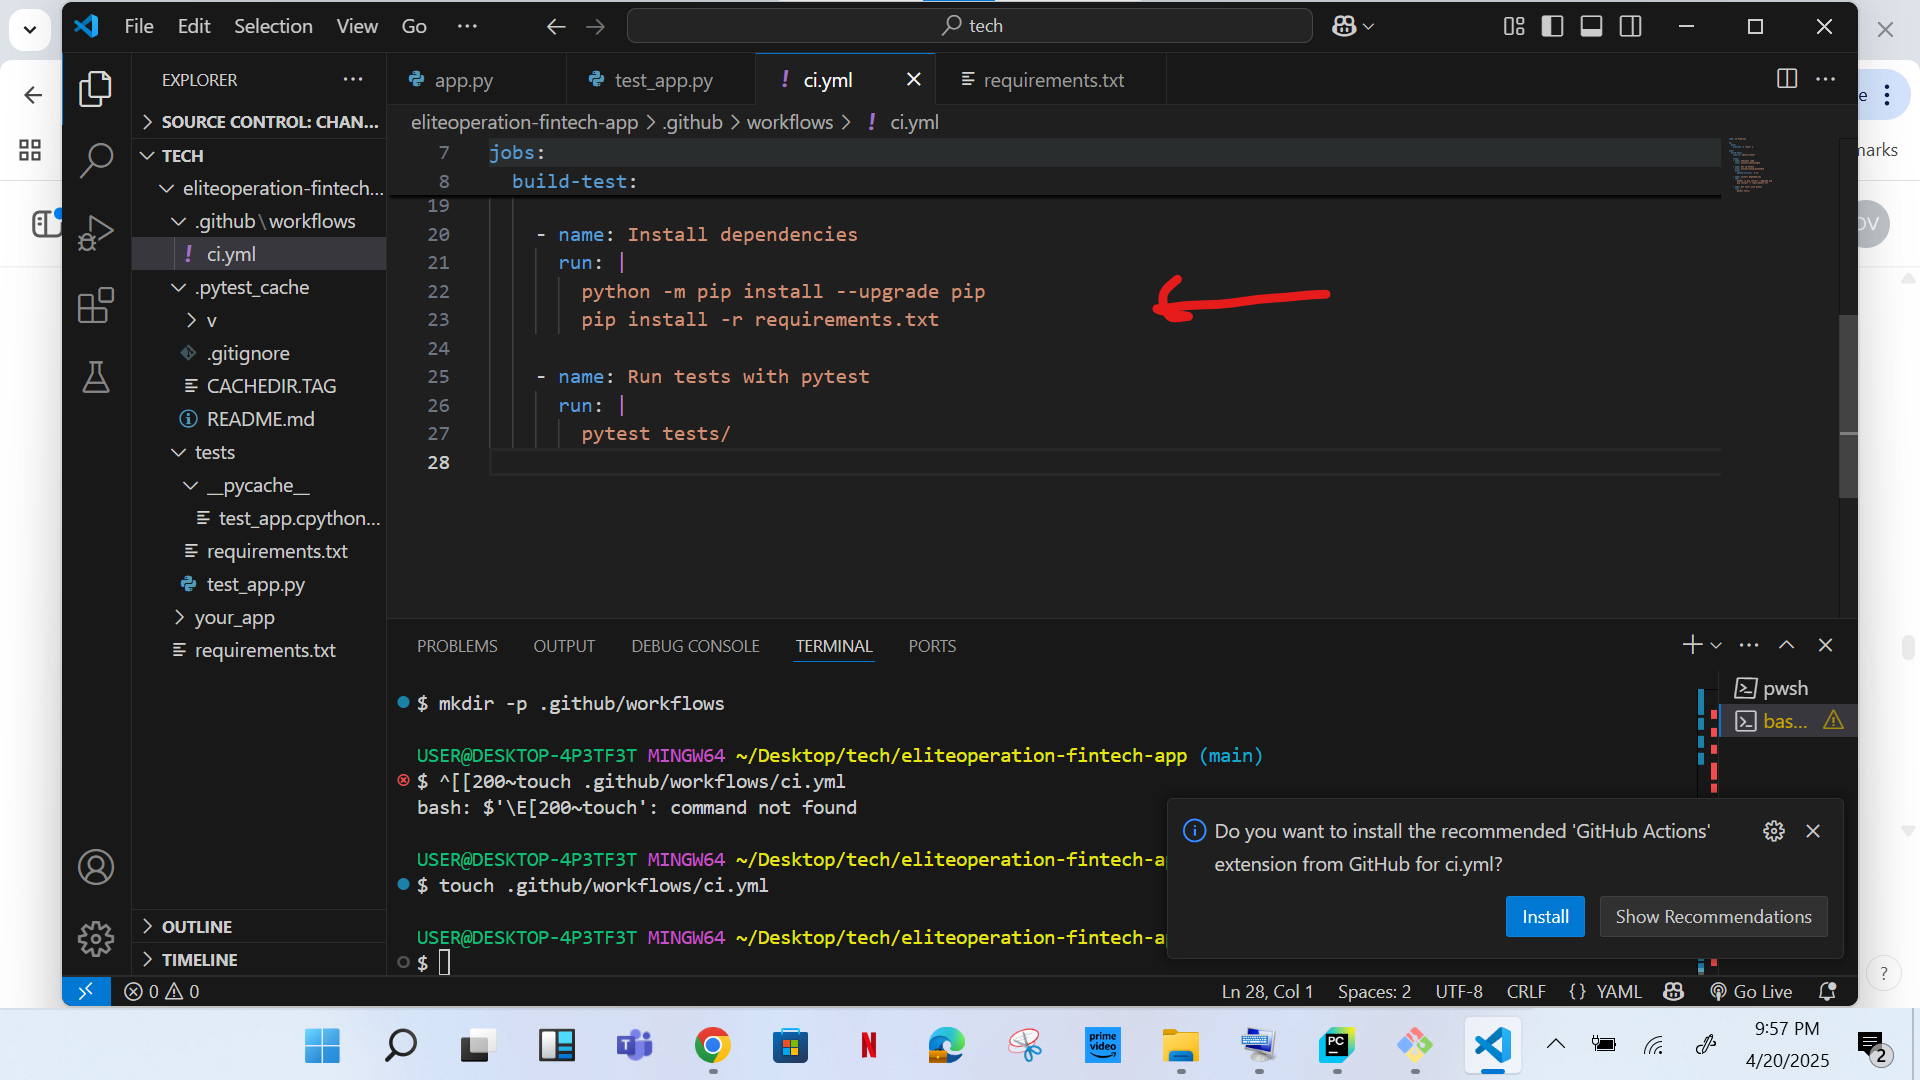 File Edit Selection View Go ··· tech
EXPLORER ···
SOURCE CONTROL: CHAN...
TECH
eliteoperation-fintech...
.github\workflows
! ci.yml
.pytest_cache
v
.gitignore
CACHEDIR.TAG
README.md
tests
__pycache__
test_app.cpython...
requirements.txt
test_app.py
your_app
requirements.txt
OUTLINE
TIMELINE
app.py test_app.py ! ci.yml requirements.txt
eliteoperation-fintech-app > .github > workflows > ! ci.yml
7 jobs:
8 build-test:
19
20 - name: Install dependencies
21 run: |
22 python -m pip install --upgrade pip
23 pip install -r requirements.txt
24
25 - name: Run tests with pytest
26 run: |
27 pytest tests/
28
PROBLEMS OUTPUT DEBUG CONSOLE TERMINAL PORTS
pwsh
bas...
$ mkdir -p .github/workflows
USER@DESKTOP-4P3TF3T MINGW64 ~/Desktop/tech/eliteoperation-fintech-app (main)
$ ^[[200~touch .github/workflows/ci.yml
bash: $'\E[200~touch': command not found
USER@DESKTOP-4P3TF3T MINGW64 ~/Desktop/tech/eliteoperation-fintech-a
$ touch .github/workflows/ci.yml
USER@DESKTOP-4P3TF3T MINGW64 ~/Desktop/tech/eliteoperation-fintech-a
$
Do you want to install the recommended 'GitHub Actions'
extension from GitHub for ci.yml?
Install Show Recommendations
0 0 Ln 28, Col 1 Spaces: 2 UTF-8 CRLF {} YAML Go Live
e
marks
DV
?
N
prime
video
PC
9:57 PM
4/20/2025
2